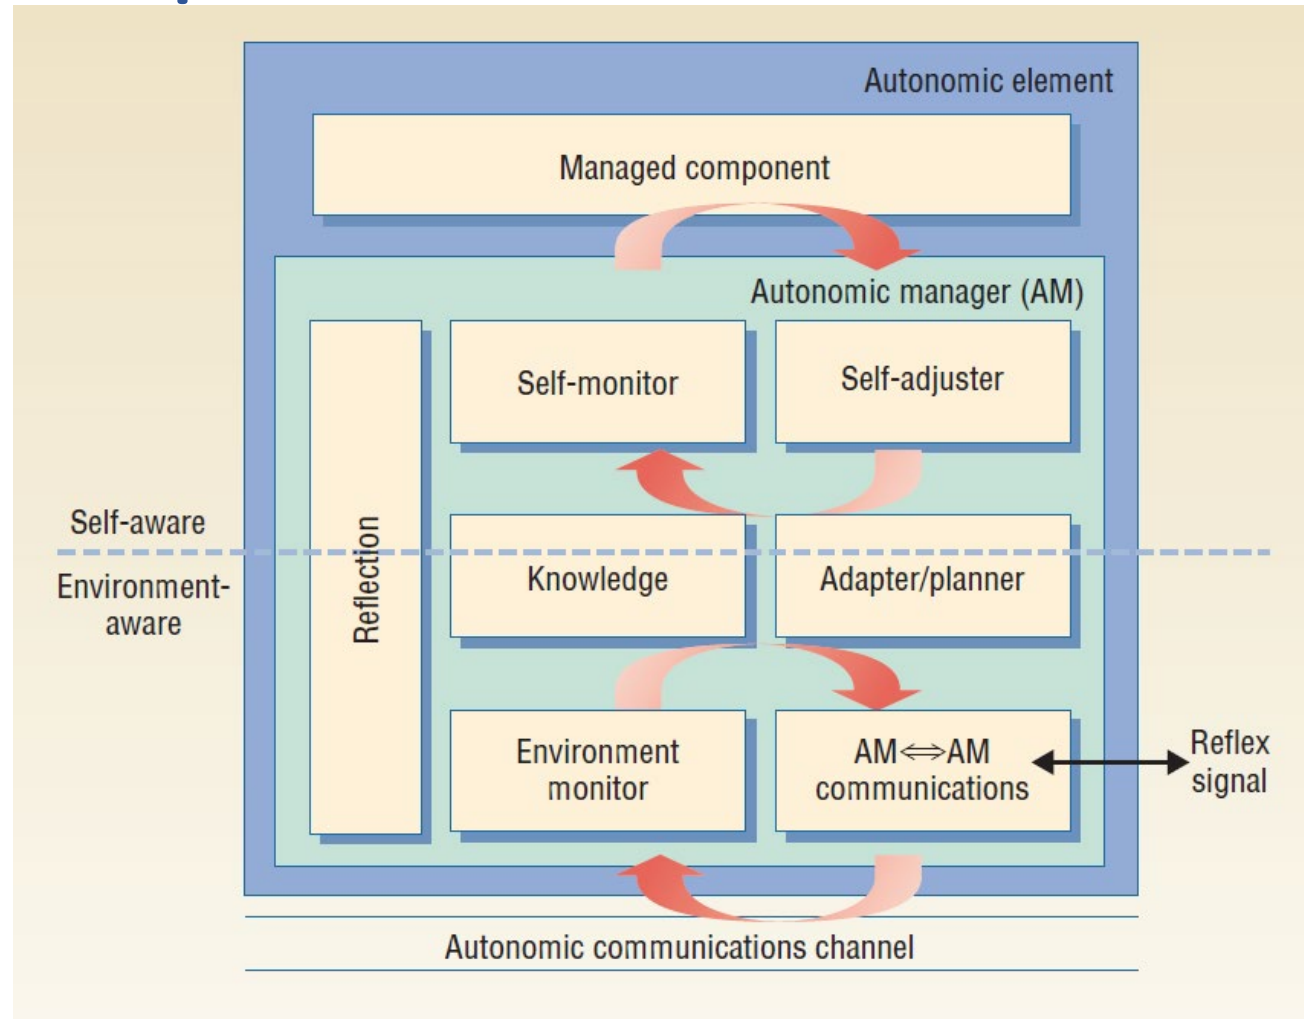 Autonomic element
Managed component
Autonomic manager (AM)
Self-monitor
Self-adjuster
Self-aware
Environment-
aware
Reflection
Knowledge
Adapter/planner
Environment
monitor
AM⇔AM
communications
Reflex
signal
Autonomic communications channel